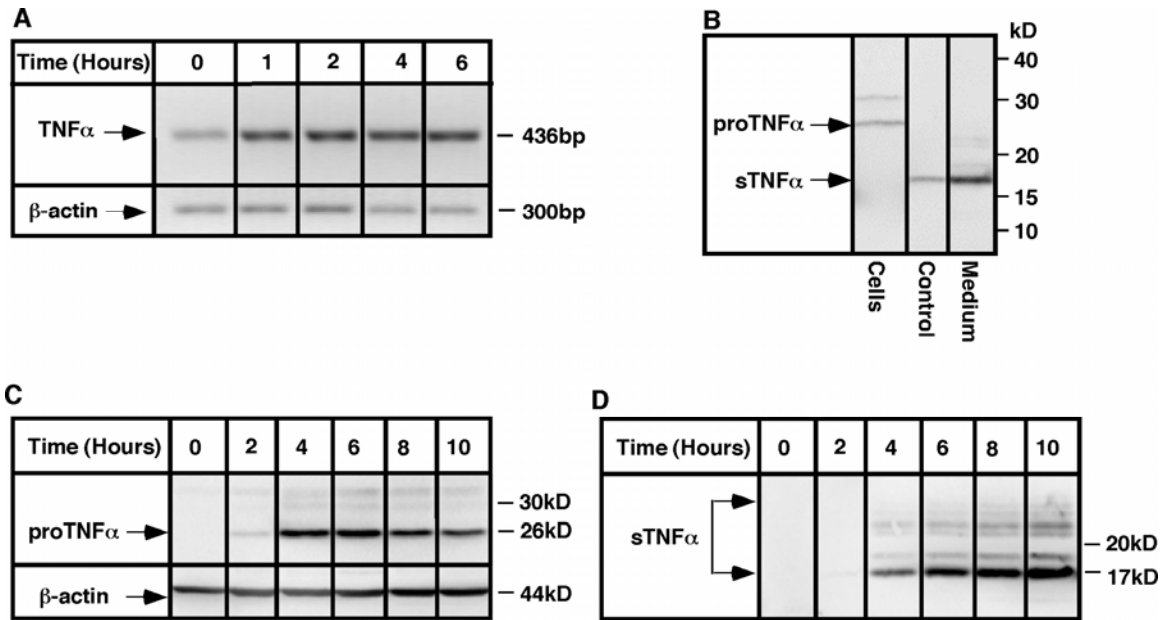 A
Time (Hours) 0 1 2 4 6
TNFα 436bp
β-actin 300bp
B
kD
40
30
proTNFα
20
sTNFα
15
10
Cells Control Medium
C
Time (Hours) 0 2 4 6 8 10
30kD
proTNFα 26kD
β-actin 44kD
D
Time (Hours) 0 2 4 6 8 10
sTNFα
20kD
17kD